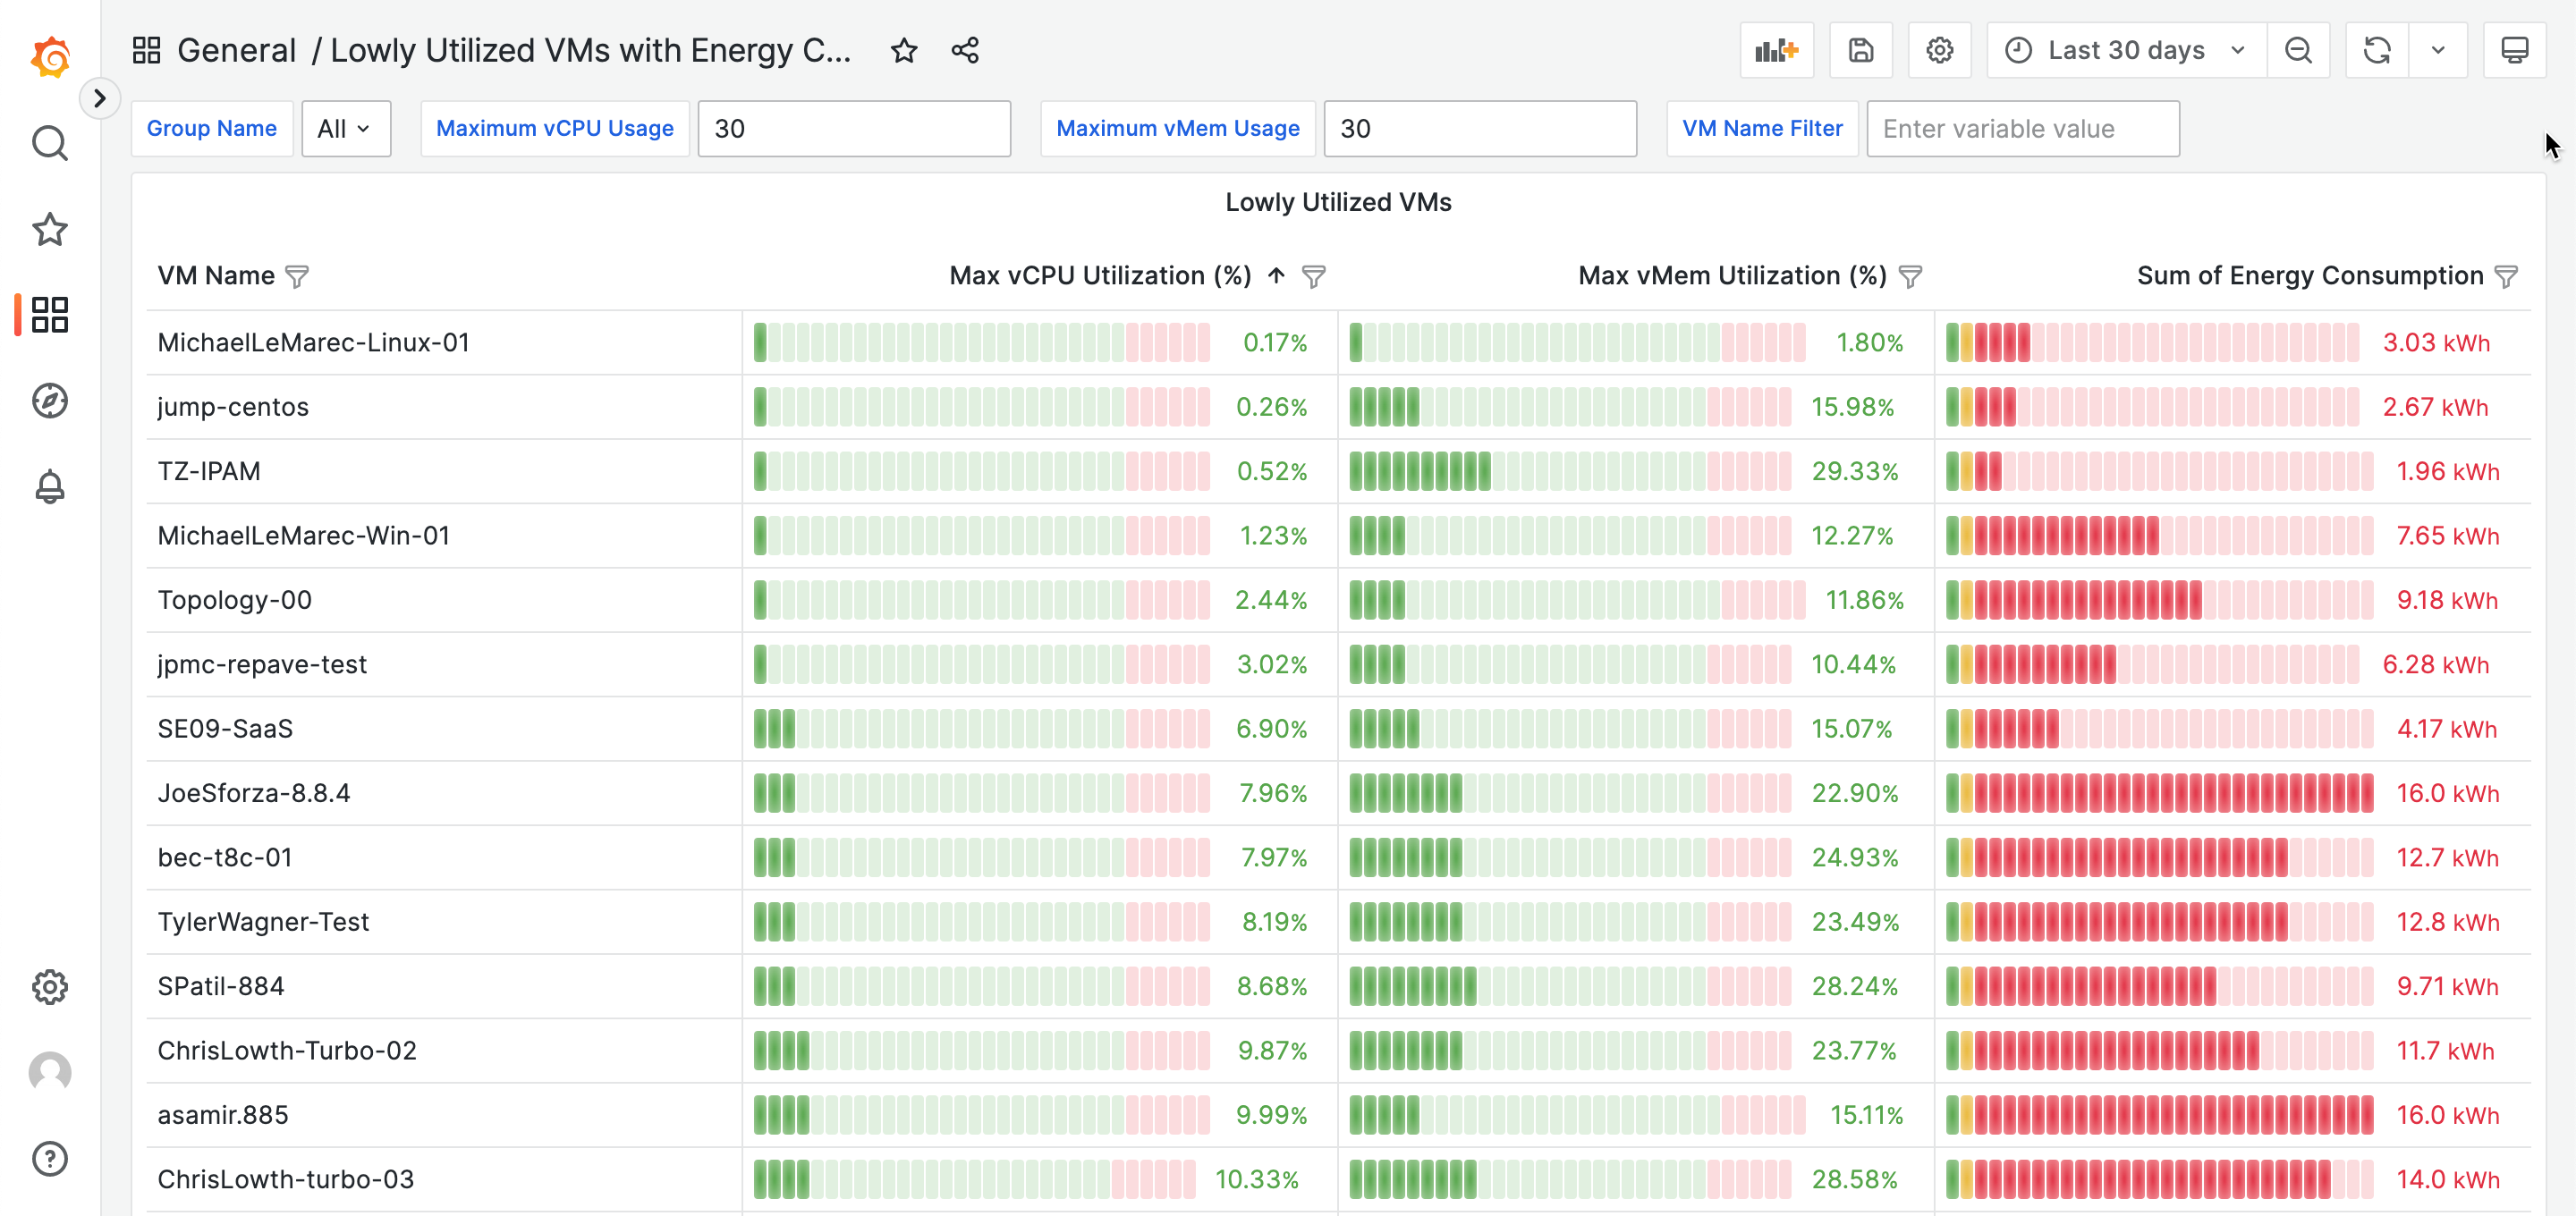 General / Lowly Utilized VMs with Energy C... Last 30 days
Group Name All Maximum vCPU Usage 30 Maximum vMem Usage 30 VM Name Filter Enter variable value
Lowly Utilized VMs
VM Name Max vCPU Utilization (%) Max vMem Utilization (%) Sum of Energy Consumption
MichaelLeMarec-Linux-01 0.17% 1.80% 3.03 kWh
jump-centos 0.26% 15.98% 2.67 kWh
TZ-IPAM 0.52% 29.33% 1.96 kWh
MichaelLeMarec-Win-01 1.23% 12.27% 7.65 kWh
Topology-00 2.44% 11.86% 9.18 kWh
jpmc-repave-test 3.02% 10.44% 6.28 kWh
SE09-SaaS 6.90% 15.07% 4.17 kWh
JoeSforza-8.8.4 7.96% 22.90% 16.0 kWh
bec-t8c-01 7.97% 24.93% 12.7 kWh
TylerWagner-Test 8.19% 23.49% 12.8 kWh
SPatil-884 8.68% 28.24% 9.71 kWh
ChrisLowth-Turbo-02 9.87% 23.77% 11.7 kWh
asamir.885 9.99% 15.11% 16.0 kWh
ChrisLowth-turbo-03 10.33% 28.58% 14.0 kWh